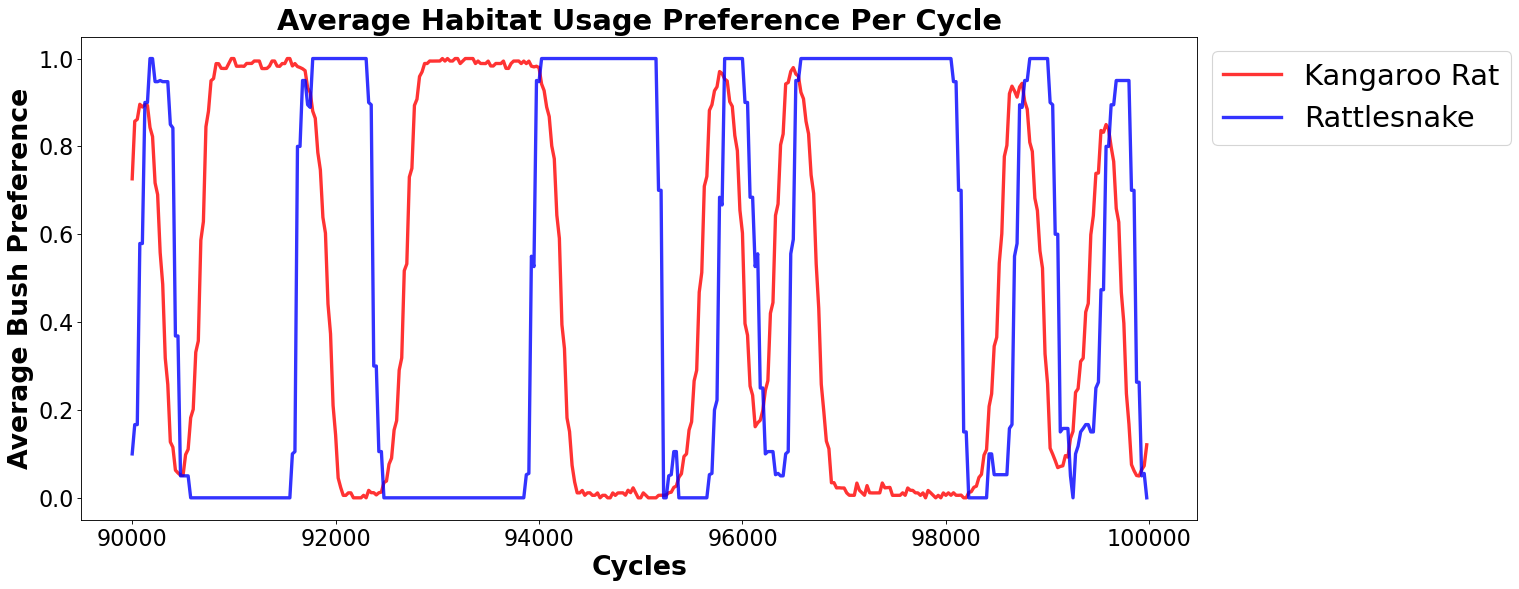 Average Habitat Usage Preference Per Cycle
Kangaroo Rat
Rattlesnake
Average Bush Preference
1.0
0.8
0.6
0.4
0.2
0.0
90000 92000 94000 96000 98000 100000
Cycles